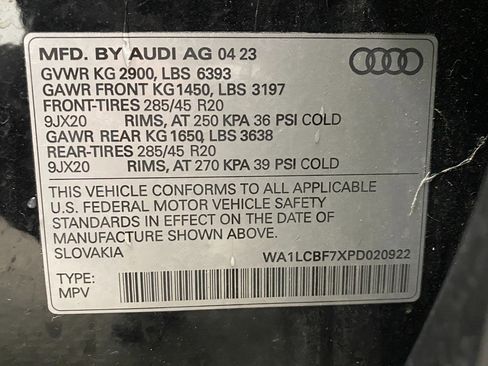 MFD. BY AUDI AG 04 23
GVWR KG 2900, LBS 6393
GAWR FRONT KG 1450, LBS 3197
FRONT-TIRES 285/45 R20
9JX20 RIMS, AT 250 KPA 36 PSI COLD
GAWR REAR KG 1650, LBS 3638
REAR-TIRES 285/45 R20
9JX20 RIMS, AT 270 KPA 39 PSI COLD
THIS VEHICLE CONFORMS TO ALL APPLICABLE
U.S. FEDERAL MOTOR VEHICLE SAFETY
STANDARDS IN EFFECT ON THE DATE OF
MANUFACTURE SHOWN ABOVE.
SLOVAKIA WA1LCBF7XPD020922
TYPE:
MPV